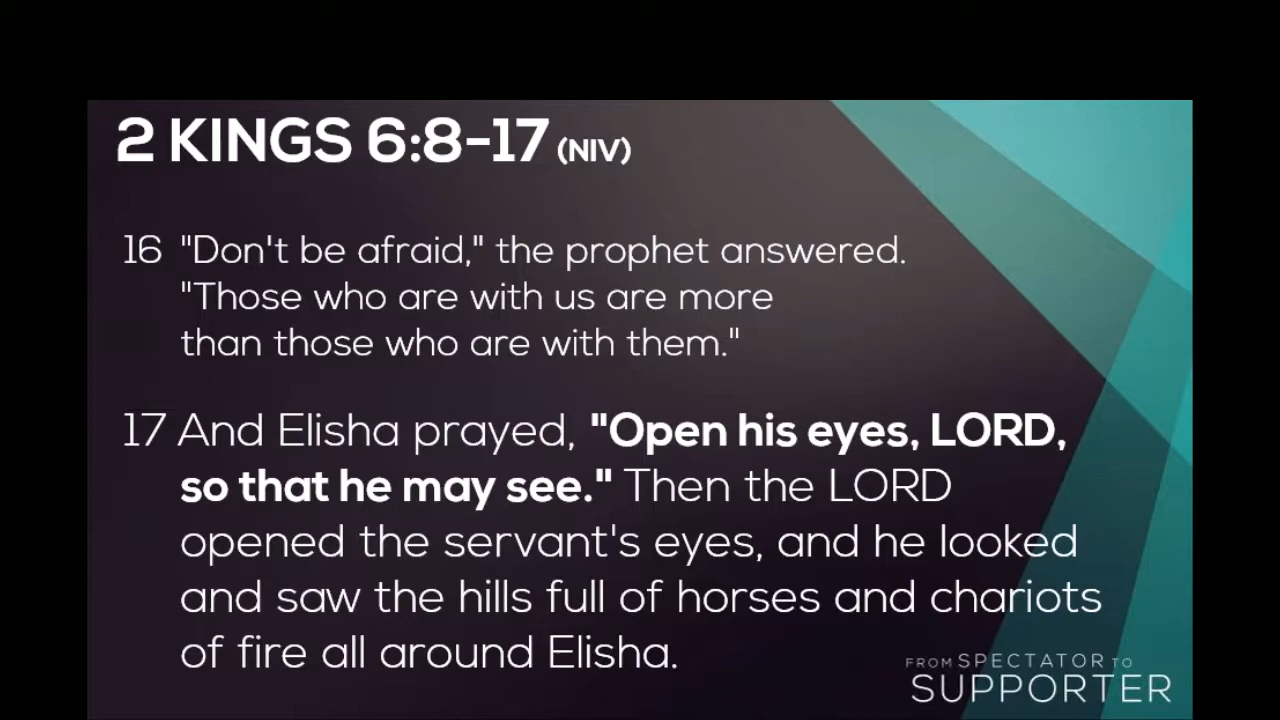 2 KINGS 6:8-17 (NIV)
16 "Don't be afraid," the prophet answered.
"Those who are with us are more
than those who are with them."
17 And Elisha prayed, "Open his eyes, LORD,
so that he may see." Then the LORD
opened the servant's eyes, and he looked
and saw the hills full of horses and chariots
of fire all around Elisha.
FROM SPECTATOR TO
SUPPORTER